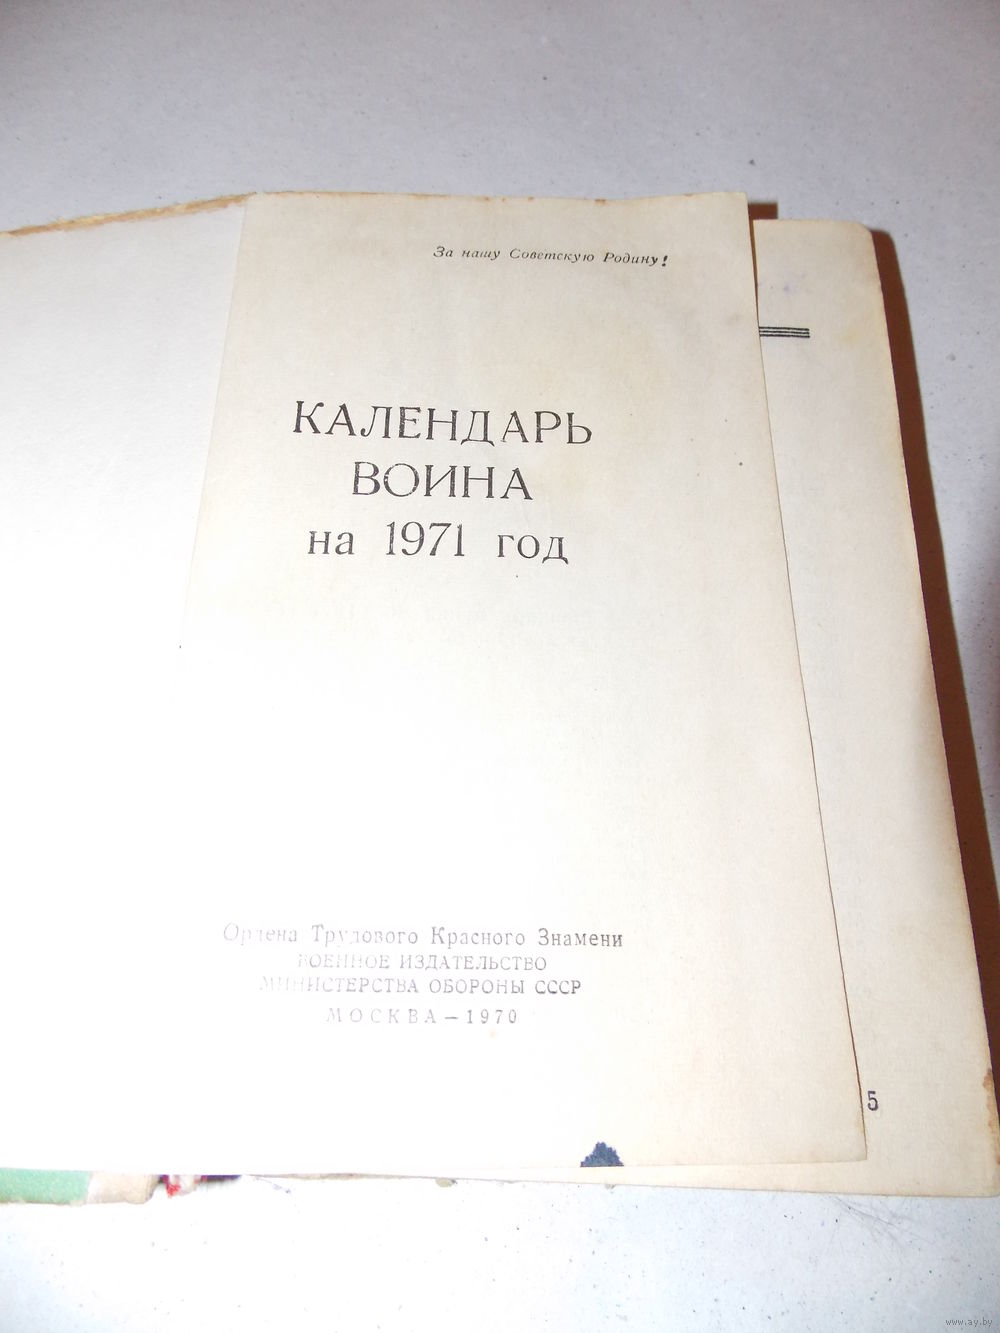 За нашу Советскую Родину!
КАЛЕНДАРЬ
ВОИНА
на 1971 год
Ордена Трудового Красного Знамени
ВОЕННОЕ ИЗДАТЕЛЬСТВО
МИНИСТЕРСТВА ОБОРОНЫ СССР
МОСКВА — 1970
5
www.ay.by